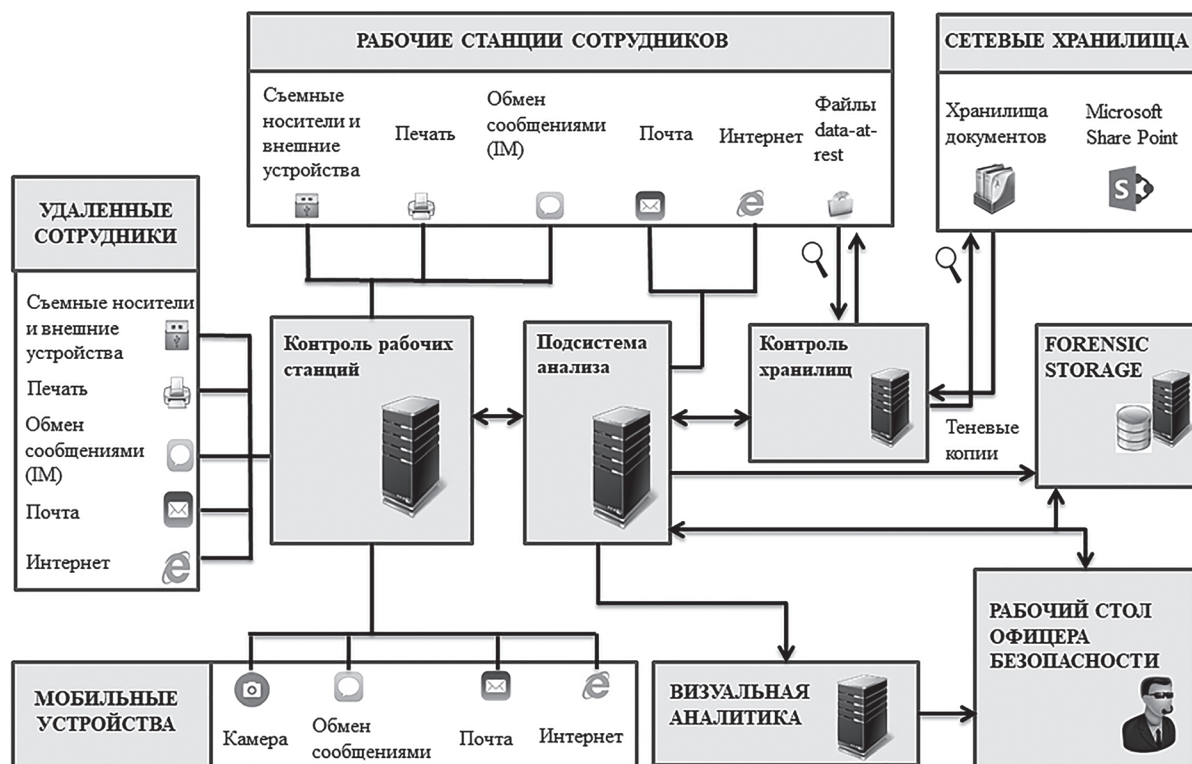 РАБОЧИЕ СТАНЦИИ СОТРУДНИКОВ
Съемные
носители и
внешние
устройства
Печать
Обмен
сообщениями
(IM)
Почта
Интернет
Файлы
data-at-
rest
СЕТЕВЫЕ ХРАНИЛИЩА
Хранилища
документов
Microsoft
Share Point
УДАЛЕННЫЕ
СОТРУДНИКИ
Съемные носители
и внешние
устройства
Печать
Обмен
сообщениями
(IM)
Почта
Интернет
Контроль рабочих
станций
Подсистема
анализа
Контроль
хранилищ
Теневые
копии
FORENSIC
STORAGE
РАБОЧИЙ СТОЛ
ОФИЦЕРА
БЕЗОПАСНОСТИ
МОБИЛЬНЫЕ
УСТРОЙСТВА
Камера
Обмен
сообщениями
Почта
Интернет
ВИЗУАЛЬНАЯ
АНАЛИТИКА